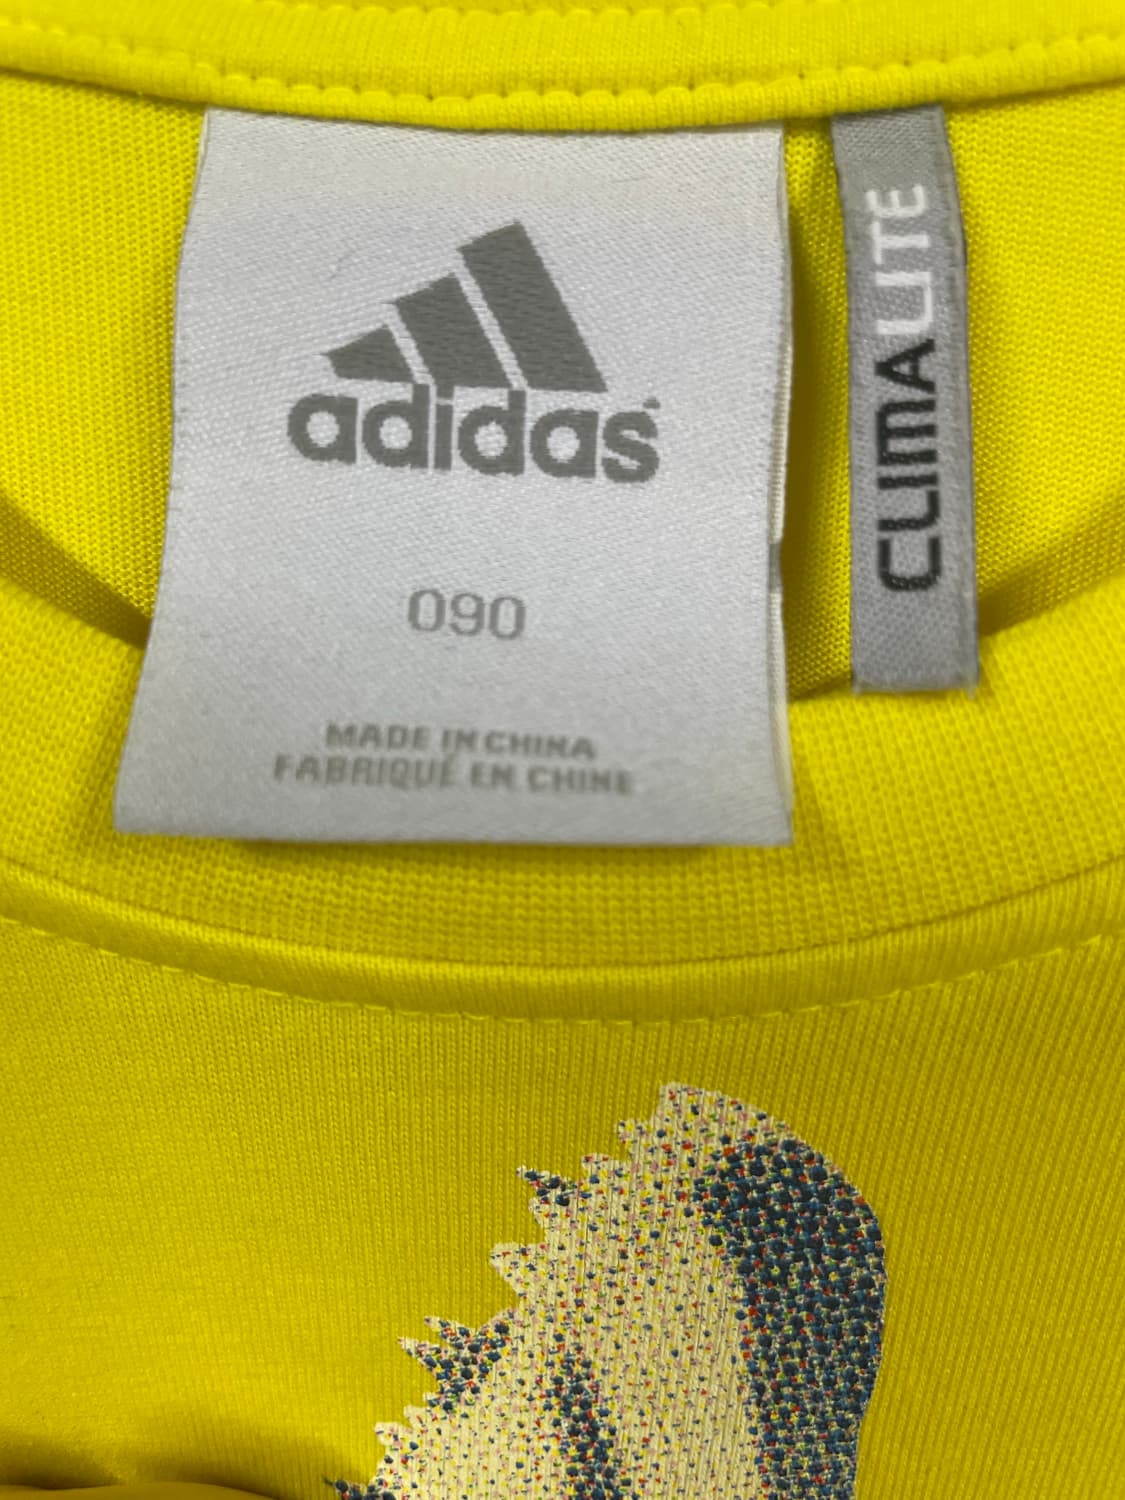 adidas
090
MADE IN CHINA
FABRIQUÉ EN CHINE
CLIMALITE